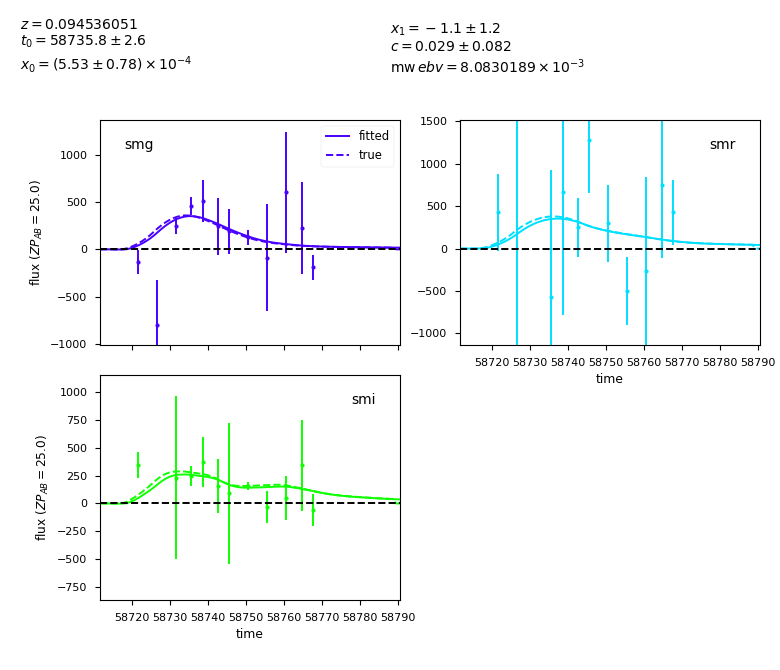 z = 0.094536051
t₀ = 58735.8 ± 2.6
x₀ = (5.53 ± 0.78) × 10⁻⁴
x₁ = −1.1 ± 1.2
c = 0.029 ± 0.082
mw ebv = 8.0830189 × 10⁻³
smg
fitted
true
1000
500
0
−500
−1000
flux (ZP_AB = 25.0)
smr
1500
1000
500
0
−500
−1000
58720 58730 58740 58750 58760 58770 58780 58790
time
smi
1000
750
500
250
0
−250
−500
−750
flux (ZP_AB = 25.0)
58720 58730 58740 58750 58760 58770 58780 58790
time